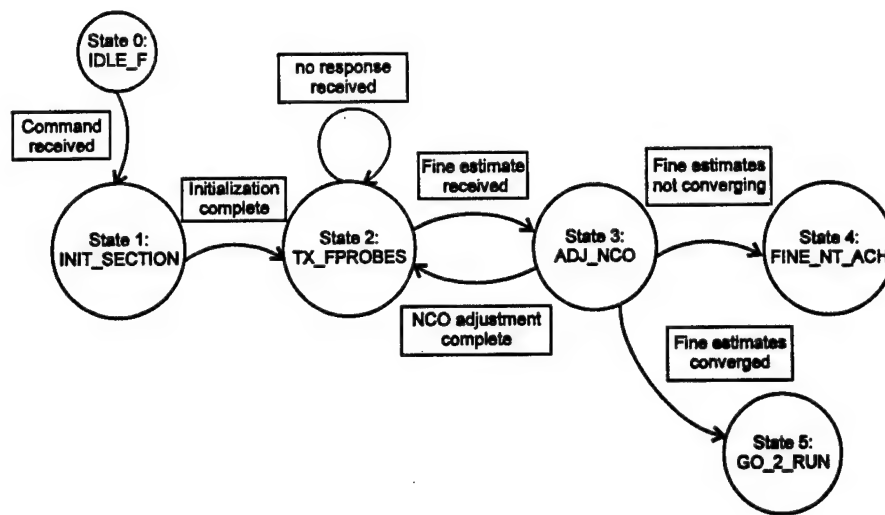 State 0:
IDLE_F
no response
received
Command
received
Initialization
complete
Fine estimate
received
Fine estimates
not converging
State 1:
INIT_SECTION
State 2:
TX_FPROBES
State 3:
ADJ_NCO
State 4:
FINE_NT_ACH
NCO adjustment
complete
Fine estimates
converged
State 5:
GO_2_RUN